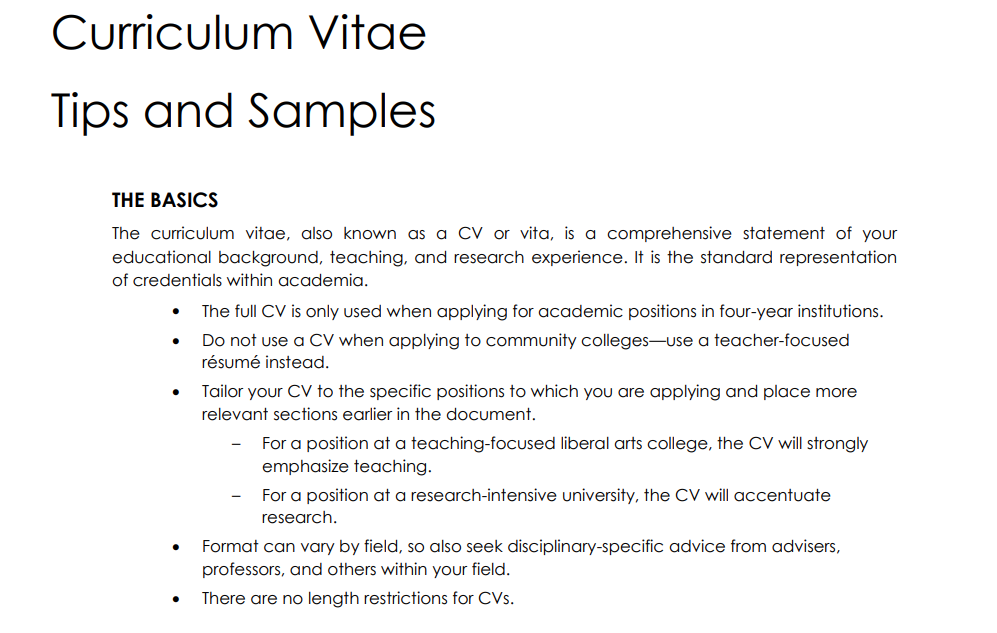 Curriculum Vitae
Tips and Samples
THE BASICS
The curriculum vitae, also known as a CV or vita, is a comprehensive statement of your
educational background, teaching, and research experience. It is the standard representation
of credentials within academia.
• The full CV is only used when applying for academic positions in four-year institutions.
• Do not use a CV when applying to community colleges—use a teacher-focused
résumé instead.
• Tailor your CV to the specific positions to which you are applying and place more
relevant sections earlier in the document.
– For a position at a teaching-focused liberal arts college, the CV will strongly
emphasize teaching.
– For a position at a research-intensive university, the CV will accentuate
research.
• Format can vary by field, so also seek disciplinary-specific advice from advisers,
professors, and others within your field.
• There are no length restrictions for CVs.